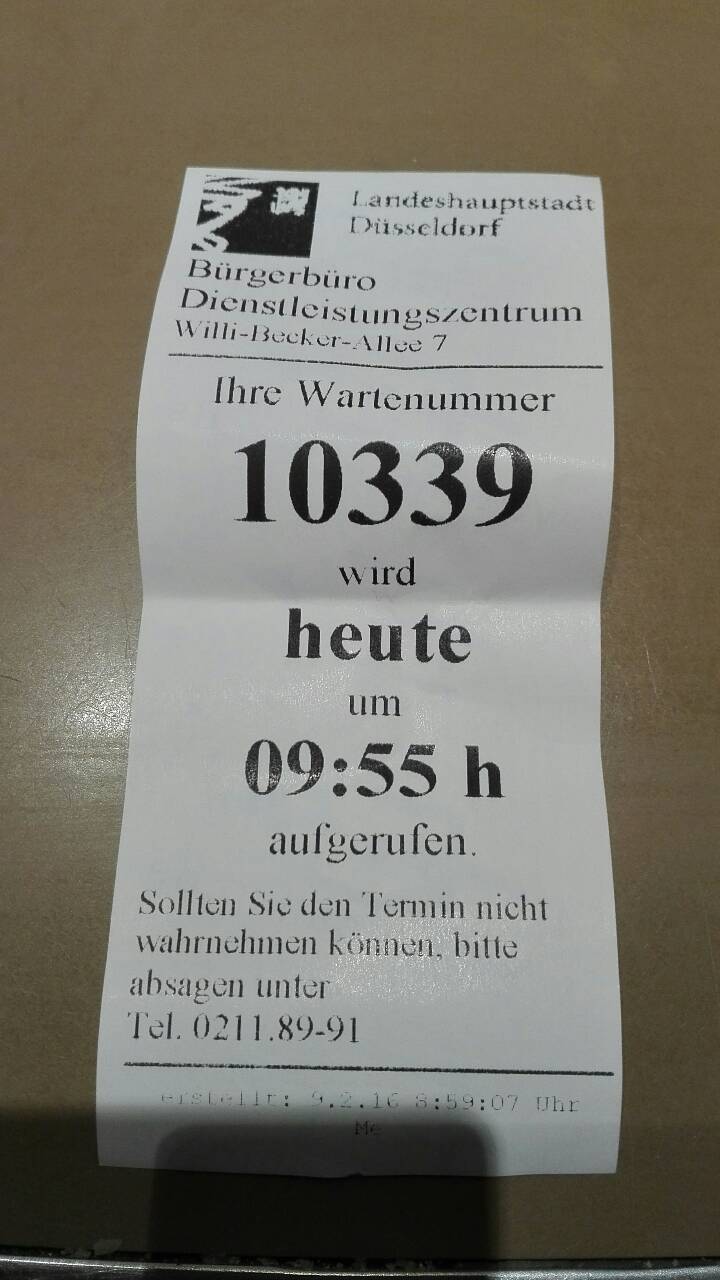 Landeshauptstadt
Düsseldorf
Bürgerbüro
Dienstleistungszentrum
Willi-Becker-Allee 7
Ihre Wartenummer
10339
wird
heute
um
09:55 h
aufgerufen.
Sollten Sie den Termin nicht
wahrnehmen können, bitte
absagen unter
Tel. 0211.89-91
erstellt: 9.2.16 8:59:07 Uhr
Me